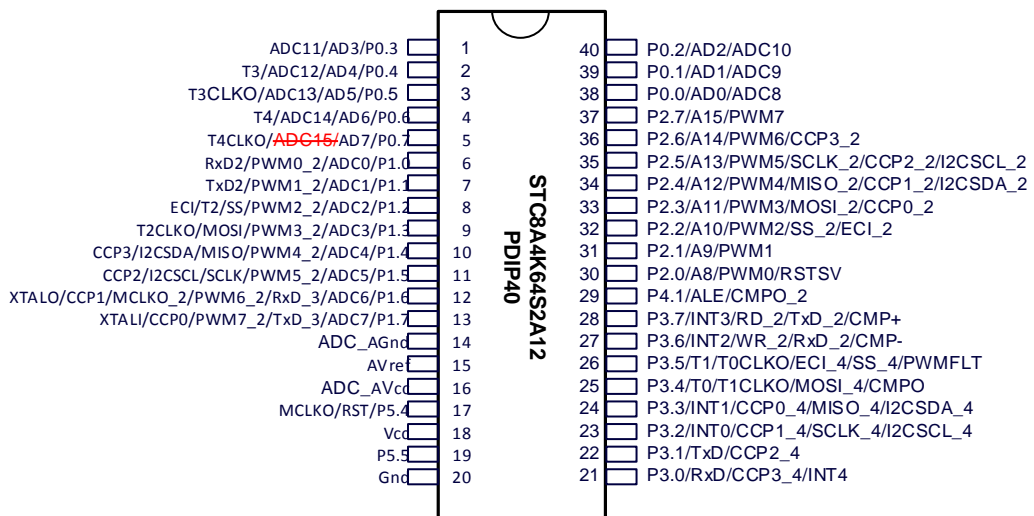 ADC11/AD3/P0.3 1 40 P0.2/AD2/ADC10
T3/ADC12/AD4/P0.4 2 39 P0.1/AD1/ADC9
T3CLKO/ADC13/AD5/P0.5 3 38 P0.0/AD0/ADC8
T4/ADC14/AD6/P0.6 4 37 P2.7/A15/PWM7
T4CLKO/ADC15/AD7/P0.7 5 36 P2.6/A14/PWM6/CCP3_2
RxD2/PWM0_2/ADC0/P1.0 6 35 P2.5/A13/PWM5/SCLK_2/CCP2_2/I2CSCL_2
TxD2/PWM1_2/ADC1/P1.1 7 34 P2.4/A12/PWM4/MISO_2/CCP1_2/I2CSDA_2
ECI/T2/SS/PWM2_2/ADC2/P1.2 8 33 P2.3/A11/PWM3/MOSI_2/CCP0_2
T2CLKO/MOSI/PWM3_2/ADC3/P1.3 9 32 P2.2/A10/PWM2/SS_2/ECI_2
CCP3/I2CSDA/MISO/PWM4_2/ADC4/P1.4 10 31 P2.1/A9/PWM1
CCP2/I2CSCL/SCLK/PWM5_2/ADC5/P1.5 11 30 P2.0/A8/PWM0/RSTSV
XTALO/CCP1/MCLKO_2/PWM6_2/RxD_3/ADC6/P1.6 12 29 P4.1/ALE/CMPO_2
XTALI/CCP0/PWM7_2/TxD_3/ADC7/P1.7 13 28 P3.7/INT3/RD_2/TxD_2/CMP+
ADC_AGnd 14 27 P3.6/INT2/WR_2/RxD_2/CMP-
AVref 15 26 P3.5/T1/T0CLKO/ECI_4/SS_4/PWMFLT
ADC_AVcc 16 25 P3.4/T0/T1CLKO/MOSI_4/CMPO
MCLKO/RST/P5.4 17 24 P3.3/INT1/CCP0_4/MISO_4/I2CSDA_4
Vcc 18 23 P3.2/INT0/CCP1_4/SCLK_4/I2CSCL_4
P5.5 19 22 P3.1/TxD/CCP2_4
Gnd 20 21 P3.0/RxD/CCP3_4/INT4
STC8A4K64S2A12
PDIP40